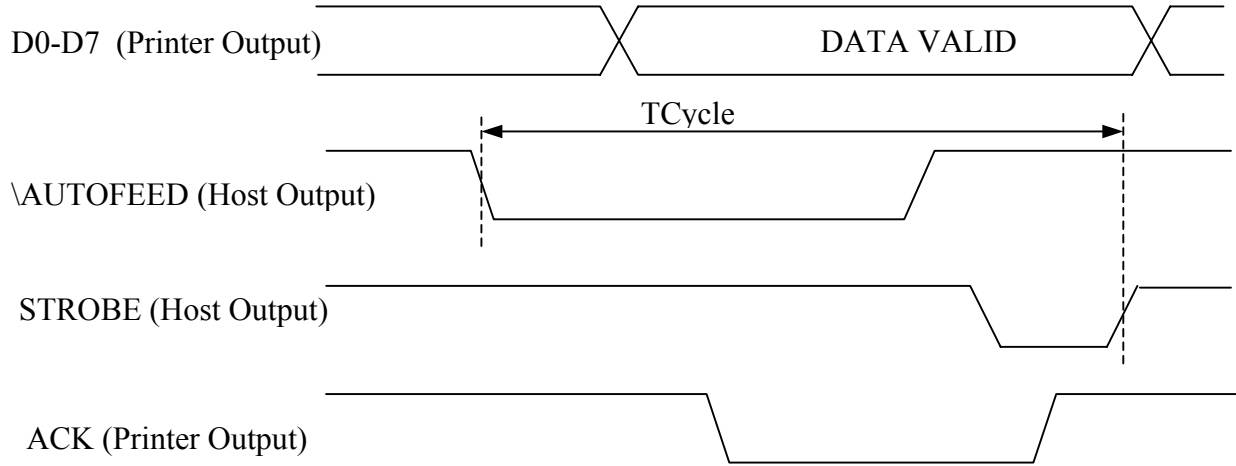 D0-D7 (Printer Output)
DATA VALID
TCycle
\AUTOFEED (Host Output)
STROBE (Host Output)
ACK (Printer Output)